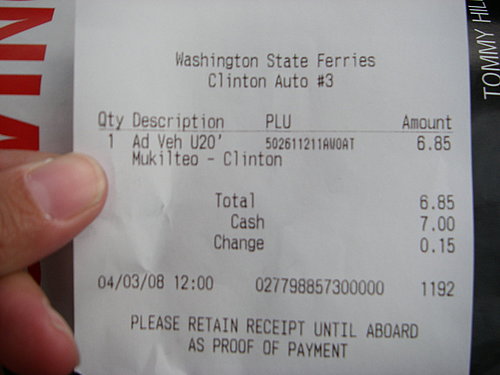 Washington State Ferries
Clinton Auto #3
Qty Description PLU Amount
1 Ad Veh U20' 502611211AWOAT 6.85
Mukilteo - Clinton
Total 6.85
Cash 7.00
Change 0.15
04/03/08 12:00 027798857300000 1192
PLEASE RETAIN RECEIPT UNTIL ABOARD
AS PROOF OF PAYMENT
TOMMY